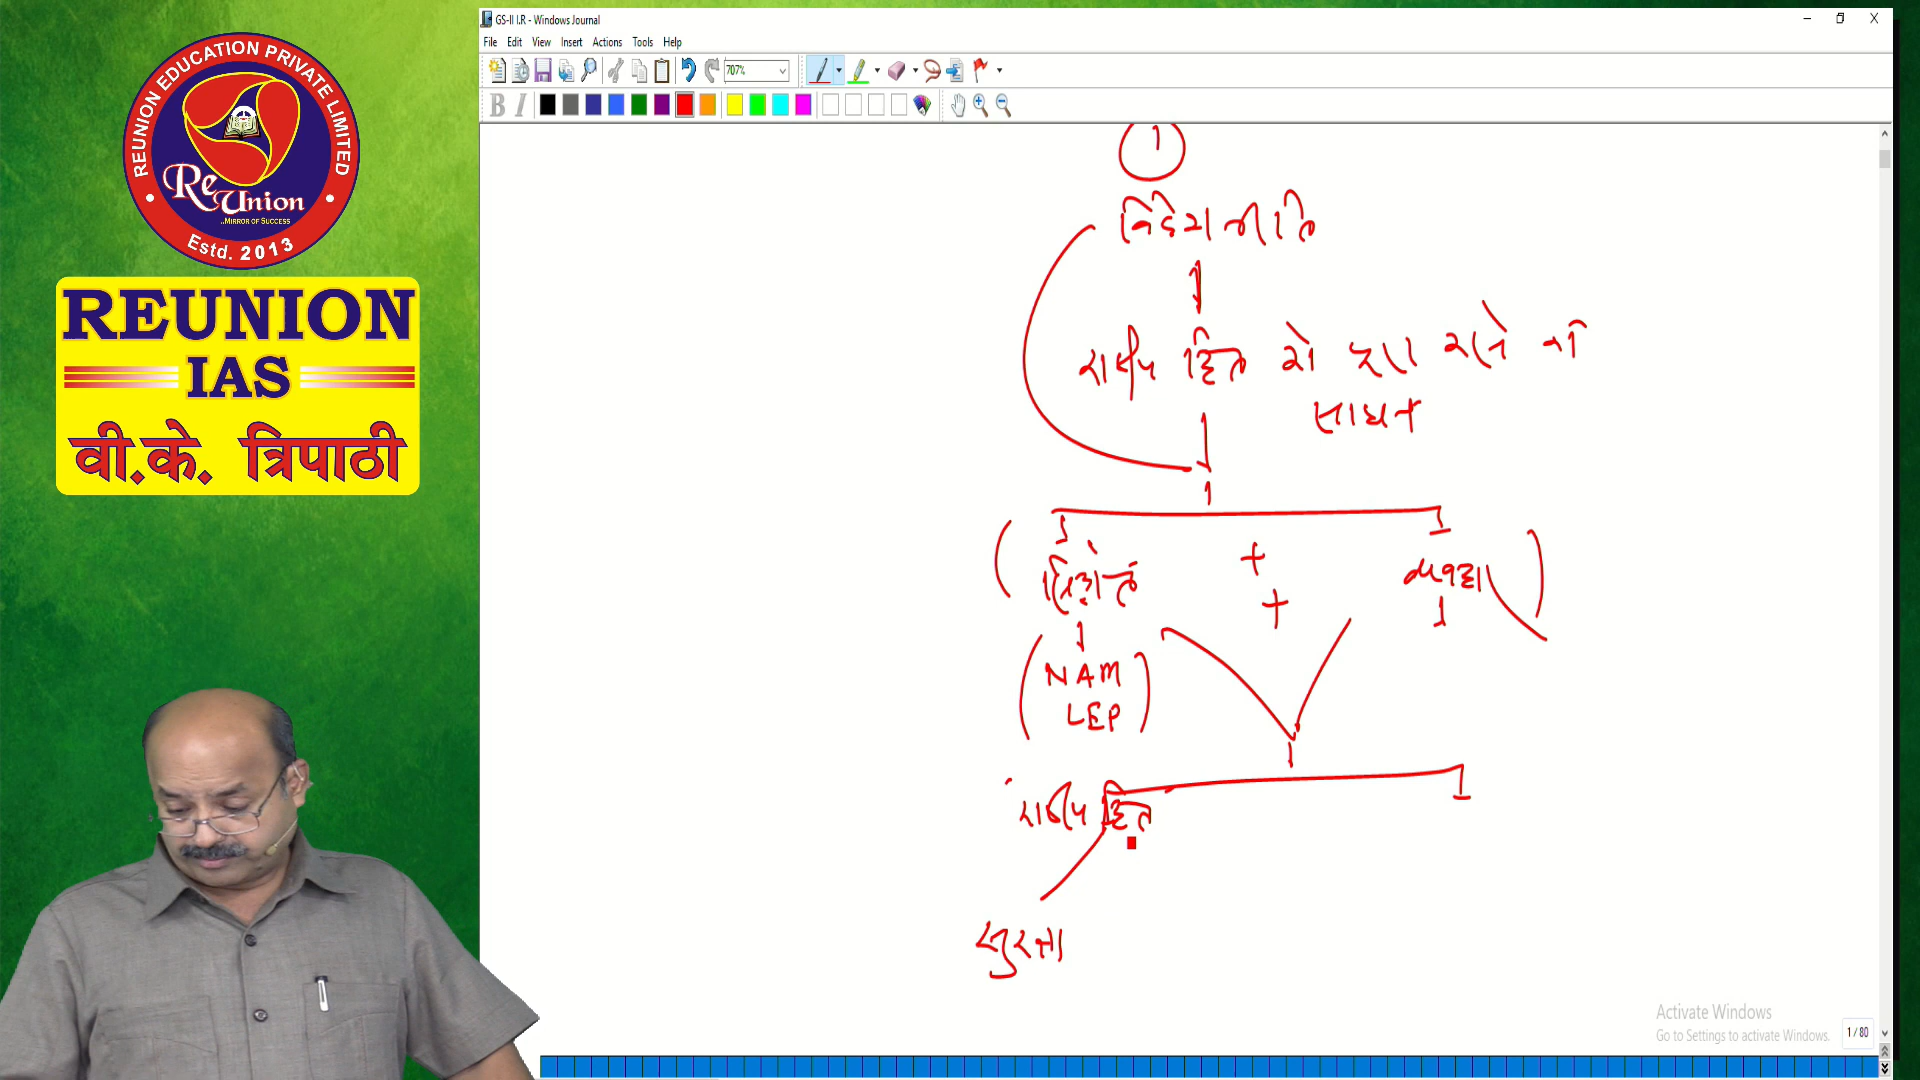 REUNION EDUCATION PRIVATE LIMITED
ReUnion
..MIRROR OF SUCCESS
Estd. 2013
REUNION
IAS
वी.के. त्रिपाठी
GS-II I.R - Windows Journal
File Edit View Insert Actions Tools Help
707%
B I
1
विदेश नीति
राष्ट्रीय हित को पूरा करने का
साधन
सिद्धांत + व्यवहार
+
NAM
LEP
राष्ट्रीय हित
सुरक्षा
Activate Windows
Go to Settings to activate Windows.
1 / 80